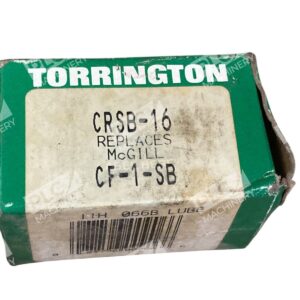 TORRINGTON
CRSB-16
REPLACES
McGILL
CF-1-SB